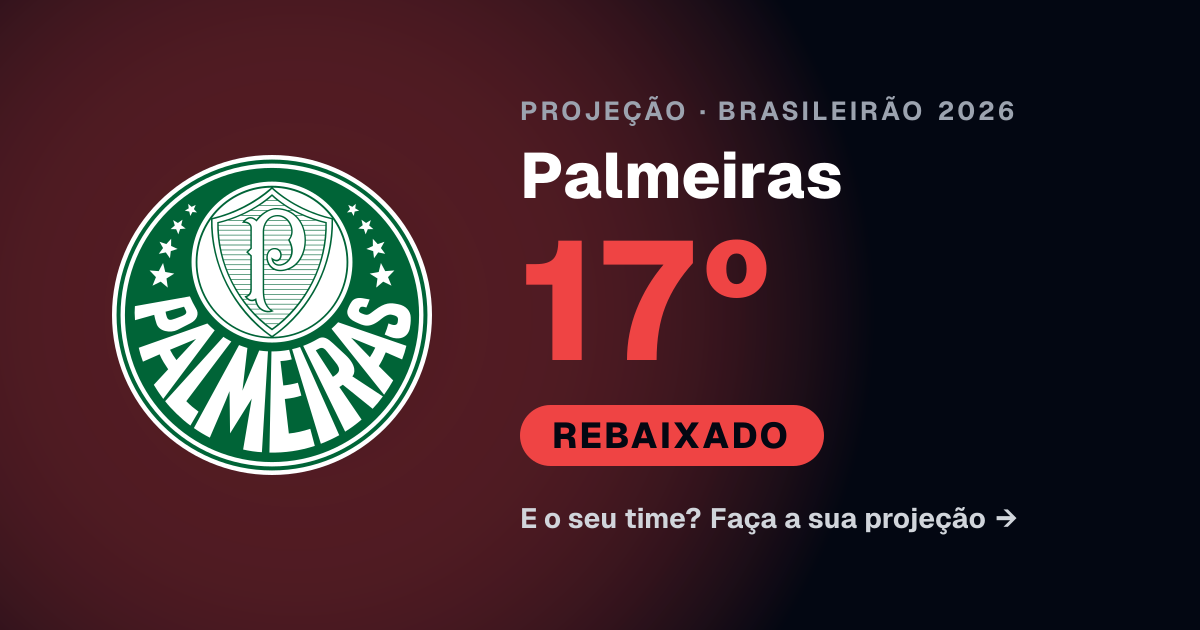 PROJEÇÃO · BRASILEIRÃO 2026
Palmeiras
17º
REBAIXADO
E o seu time? Faça a sua projeção →
P
PALMEIRAS